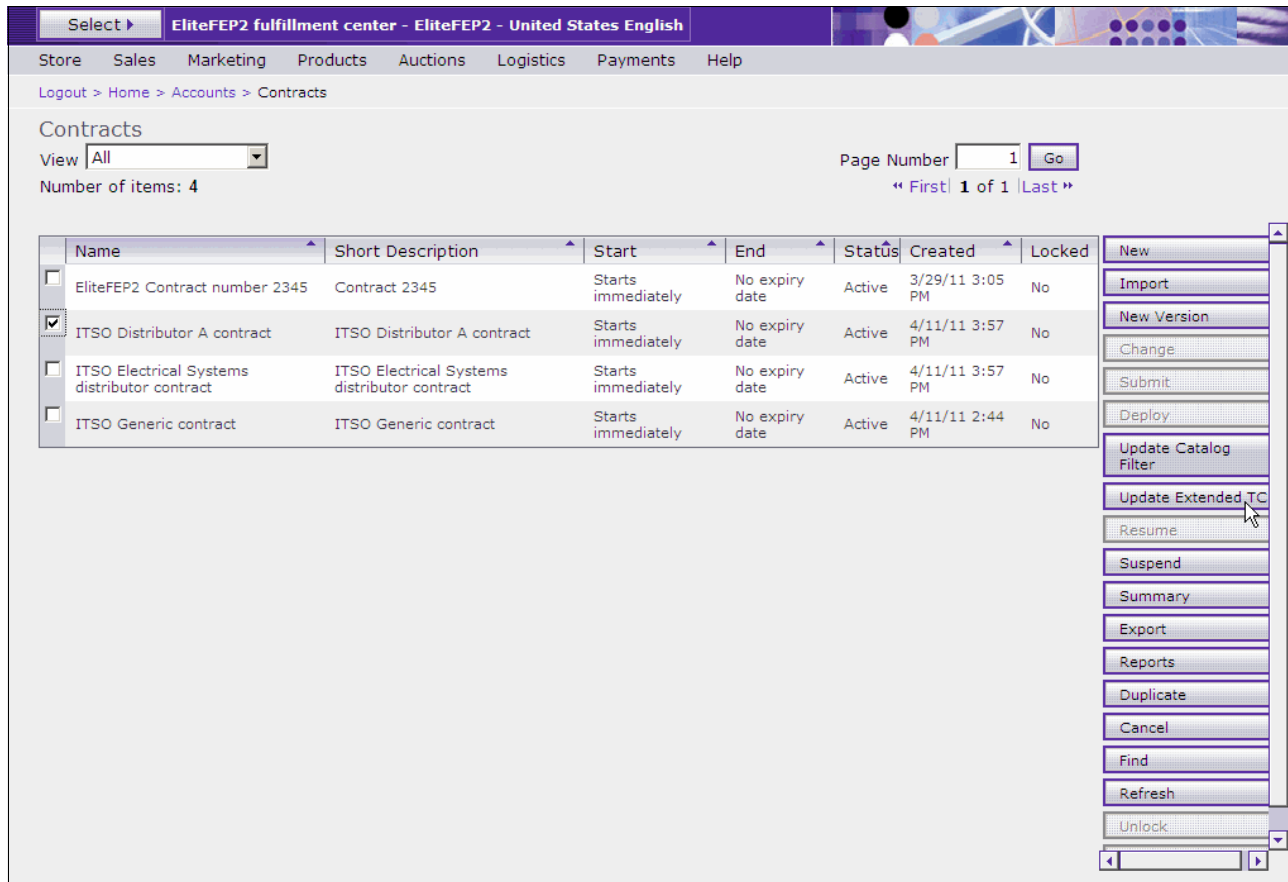 Select
EliteFEP2 fulfillment center - EliteFEP2 - United States English
Store Sales Marketing Products Auctions Logistics Payments Help
Logout > Home > Accounts > Contracts
Contracts
View All
Page Number 1 Go
Number of items: 4
First 1 of 1 Last
Name Short Description Start End Status Created Locked
EliteFEP2 Contract number 2345 Contract 2345 Starts immediately No expiry date Active 3/29/11 3:05 PM No
ITSO Distributor A contract ITSO Distributor A contract Starts immediately No expiry date Active 4/11/11 3:57 PM No
ITSO Electrical Systems distributor contract ITSO Electrical Systems distributor contract Starts immediately No expiry date Active 4/11/11 3:57 PM No
ITSO Generic contract ITSO Generic contract Starts immediately No expiry date Active 4/11/11 2:44 PM No
New
Import
New Version
Change
Submit
Deploy
Update Catalog
Filter
Update Extended TC
Resume
Suspend
Summary
Export
Reports
Duplicate
Cancel
Find
Refresh
Unlock